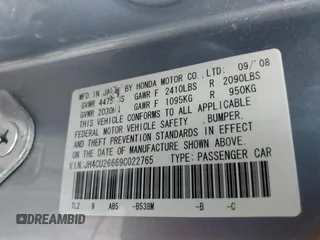 MFD. IN JAPAN BY HONDA MOTOR CO., LTD. 09/'08
GVWR 4475LBS GAWR F 2410LBS R 2090LBS
GVWR 2030KG GAWR F 1095KG R 950KG
THIS VEHICLE CONFORMS TO ALL APPLICABLE
FEDERAL MOTOR VEHICLE SAFETY, BUMPER,
AND THEFT PREVENTION STANDARDS IN EFFECT ON
THE DATE OF MANUFACTURE SHOWN ABOVE.
V.I.N: JH4CU26669C022765 TYPE: PASSENGER CAR
TL2 9 AB5 -B538M -B -C
DREAMBID